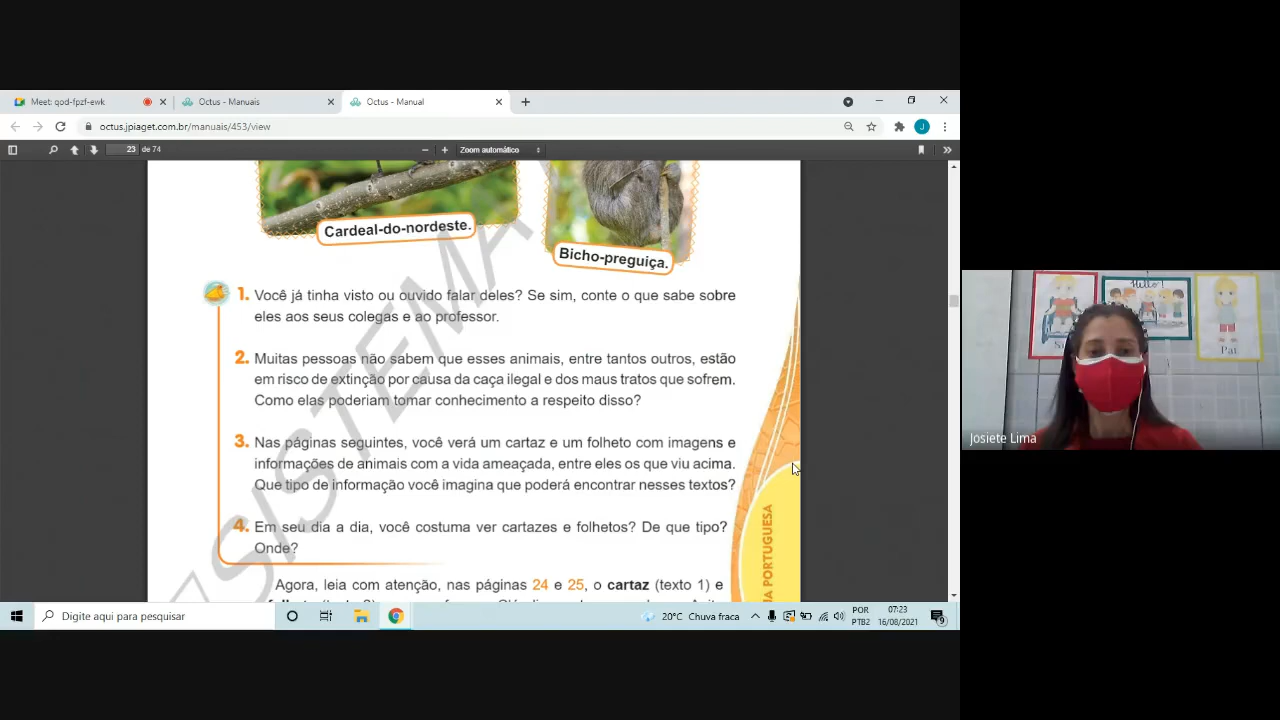 Meet: qod-fpzf-ewk
Octus - Manuais
Octus - Manual
octus.jpiaget.com.br/manuais/453/view
23 de 74
Zoom automático
Cardeal-do-nordeste.
Bicho-preguiça.
1. Você já tinha visto ou ouvido falar deles? Se sim, conte o que sabe sobre
eles aos seus colegas e ao professor.
2. Muitas pessoas não sabem que esses animais, entre tantos outros, estão
em risco de extinção por causa da caça ilegal e dos maus tratos que sofrem.
Como elas poderiam tomar conhecimento a respeito disso?
3. Nas páginas seguintes, você verá um cartaz e um folheto com imagens e
informações de animais com a vida ameaçada, entre eles os que viu acima.
Que tipo de informação você imagina que poderá encontrar nesses textos?
4. Em seu dia a dia, você costuma ver cartazes e folhetos? De que tipo?
Onde?
Agora, leia com atenção, nas páginas 24 e 25, o cartaz (texto 1) e
SISTEMA
A PORTUGUESA
Hello!
Pai
Josiete Lima
Digite aqui para pesquisar
20°C Chuva fraca
POR
PTB2
07:23
16/08/2021
9
J